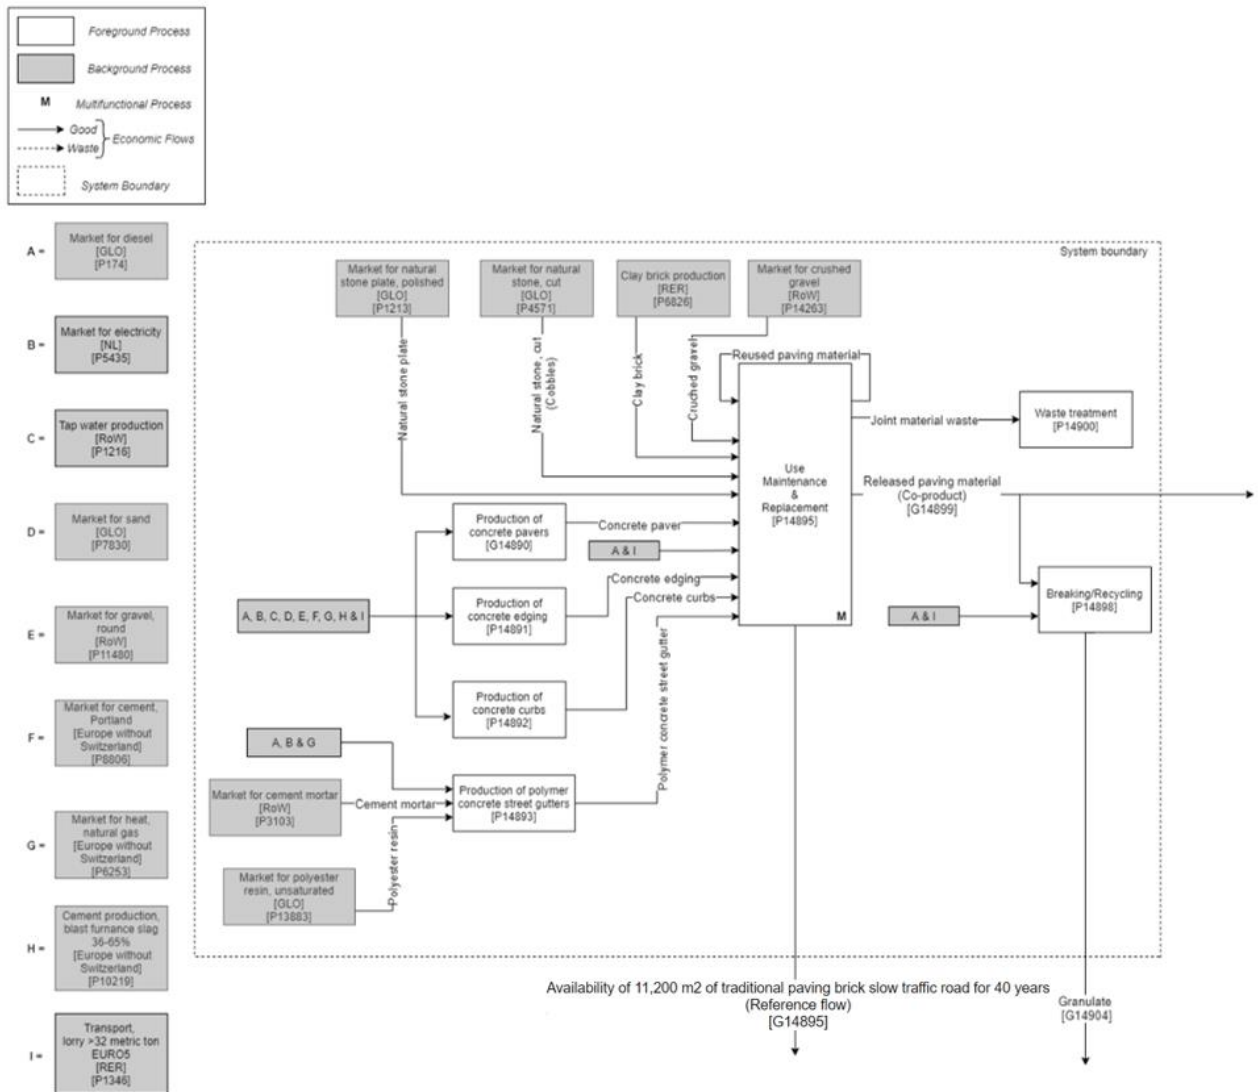 Foreground Process
Background Process
M Multifunctional Process
Good
Waste
Economic Flows
System Boundary
A =
Market for diesel
[GLO]
[P174]
B =
Market for electricity
[NL]
[P5435]
C =
Tap water production
[RoW]
[P1216]
D =
Market for sand
[GLO]
[P7830]
E =
Market for gravel,
round
[RoW]
[P11480]
F =
Market for cement,
Portland
[Europe without
Switzerland]
[P8806]
G =
Market for heat,
natural gas
[Europe without
Switzerland]
[P6253]
H =
Cement production,
blast furnance slag
36-65%
[Europe without
Switzerland]
[P10219]
I =
Transport,
lorry >32 metric ton
EURO5
[RER]
[P1346]
System boundary
Market for natural
stone plate, polished
[GLO]
[P1213]
Market for natural
stone, cut
[GLO]
[P4571]
Clay brick production
[RER]
[P6826]
Market for crushed
gravel
[RoW]
[P14263]
Natural stone plate
Natural stone, cut
(Cobbles)
Clay brick
Cruched gravel
Reused paving material
Use
Maintenance
&
Replacement
[P14895]
M
Joint material waste
Waste treatment
[P14900]
Released paving material
(Co-product)
[G14899]
Production of
concrete pavers
[G14890]
Concrete paver
A & I
A, B, C, D, E, F, G, H & I
Production of
concrete edging
[P14891]
Concrete edging
Concrete curbs
Production of
concrete curbs
[P14892]
A & I
Breaking/Recycling
[P14898]
A, B & G
Market for cement mortar
[RoW]
[P3103]
Cement mortar
Production of polymer
concrete street gutters
[P14893]
Polymer concrete street gutter
Polyester resin
Market for polyester
resin, unsaturated
[GLO]
[P13883]
Availability of 11,200 m2 of traditional paving brick slow traffic road for 40 years
(Reference flow)
[G14895]
Granulate
[G14904]